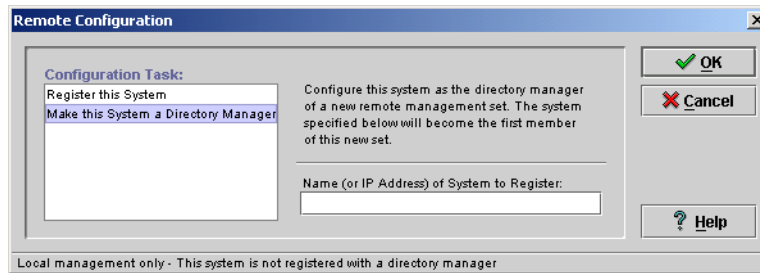 Remote Configuration
Configuration Task:
Register this System
Make this System a Directory Manager
Configure this system as the directory manager
of a new remote management set. The system
specified below will become the first member
of this new set.
Name (or IP Address) of System to Register:
OK
Cancel
Help
Local management only - This system is not registered with a directory manager